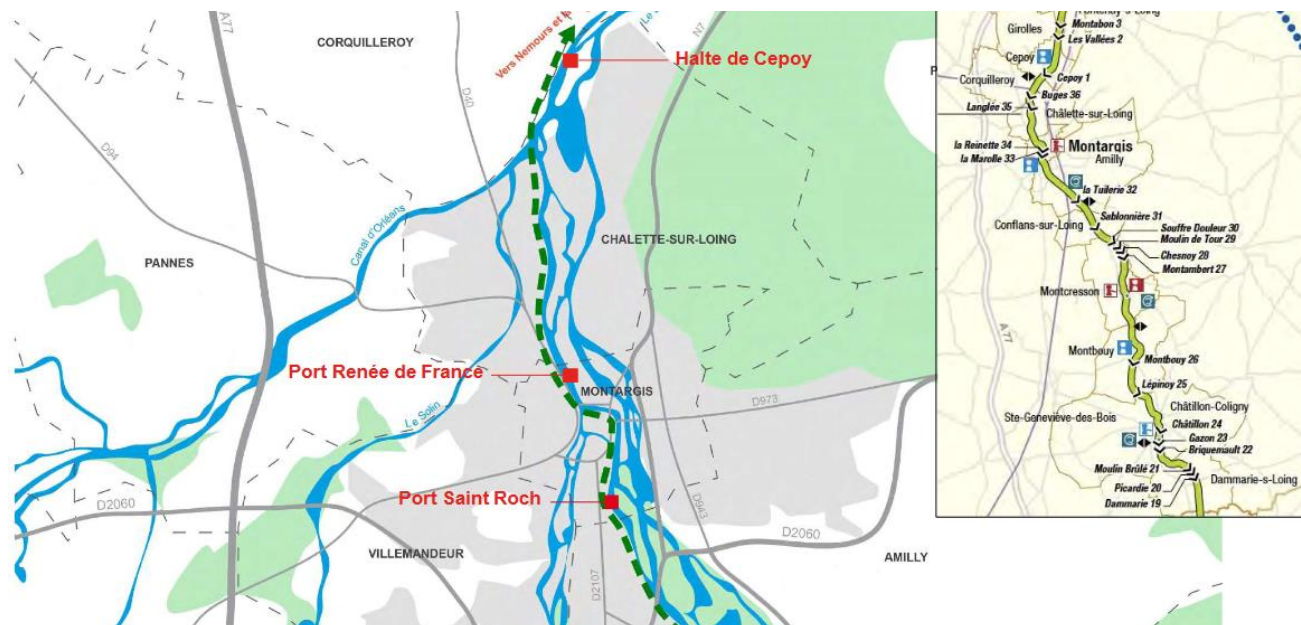 CORQUILLEROY
A77
Vers Nemours et
Le
N7
Halte de Cepoy
D40
D94
Canal d'Orléans
CHALETTE-SUR-LOING
PANNES
Port Renée de France
MONTARGIS
D973
Le Solin
Port Saint Roch
D2060
D943
D2060
VILLEMANDEUR
AMILLY
D2107
P
Girolles
Montabon 3
Les Vallées 2
Cepoy
Cepoy 1
Corquilleroy
Buges 36
Langlée 35
Châlette-sur-Loing
la Reinette 34
Montargis
la Marolle 33
Amilly
la Tuilerie 32
Sablonnière 31
Conflans-sur-Loing
Souffre Douleur 30
Moulin de Tour 29
Chesnoy 28
Montambert 27
Montcresson
A 77
Montbouy
Montbouy 26
Lépinoy 25
Ste-Geneviève-des-Bois
Châtillon-Coligny
Châtillon 24
Gazon 23
Briquemault 22
Moulin Brûlé 21
Picardie 20
Dammarie-s-Loing
Dammarie 19